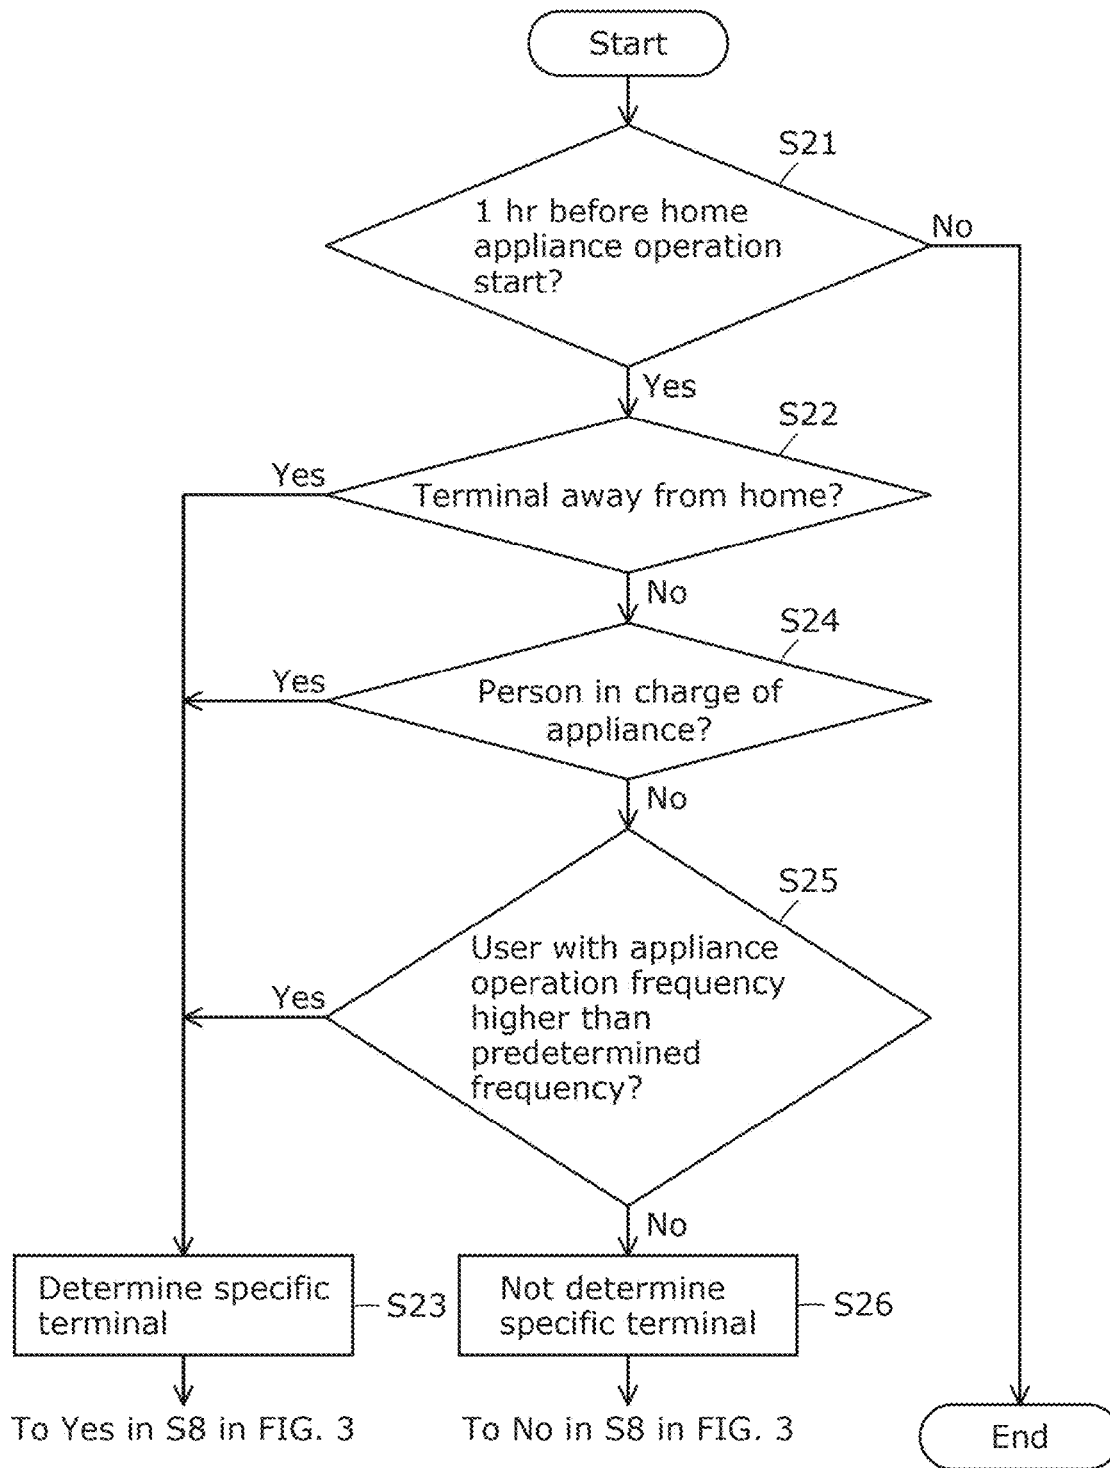 Start
S21
1 hr before home
appliance operation
start?
No
Yes
S22
Yes
Terminal away from home?
No
S24
Yes
Person in charge of
appliance?
No
S25
User with appliance
operation frequency
higher than
predetermined
frequency?
Yes
No
Determine specific
terminal
S23
Not determine
specific terminal
S26
To Yes in S8 in FIG. 3
To No in S8 in FIG. 3
End